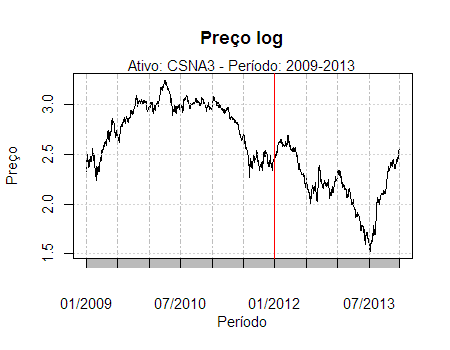 Preço log
Ativo: CSNA3 - Período: 2009-2013
Preço
3.0
2.5
2.0
1.5
01/2009 07/2010 01/2012 07/2013
Período